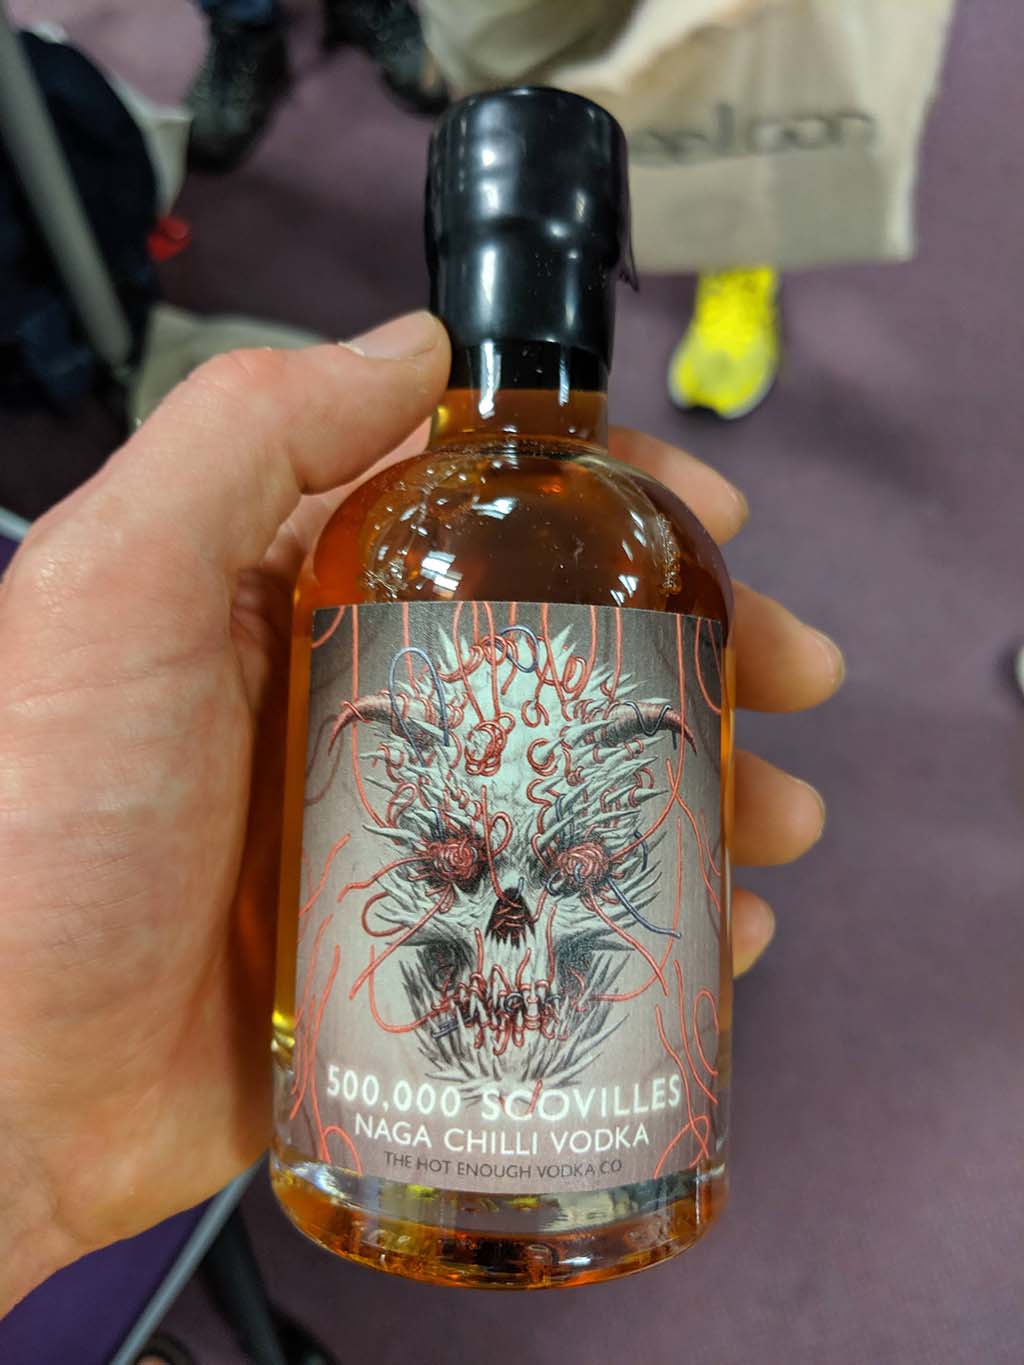 500,000 SCOVILLES
NAGA CHILLI VODKA
THE HOT ENOUGH VODKA CO